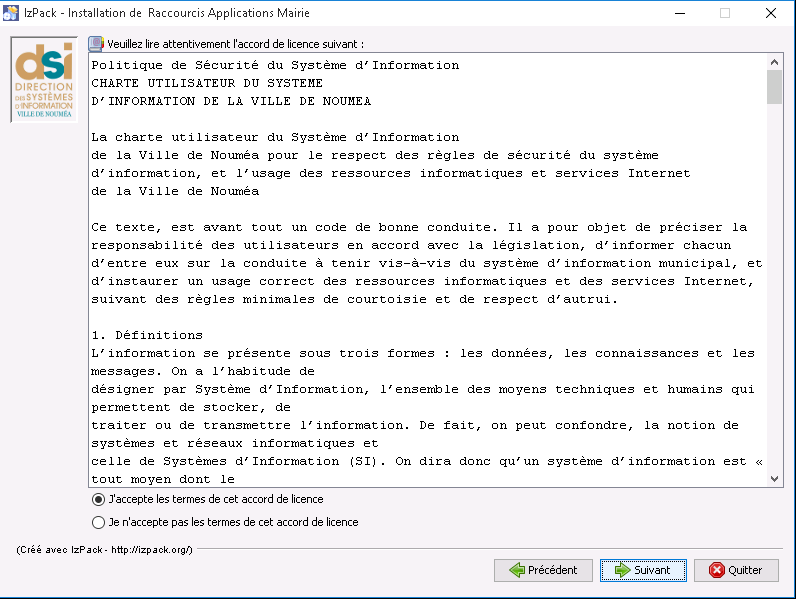 IzPack - Installation de Raccourcis Applications Mairie
dsi
DIRECTION
DES SYSTÈMES
D'INFORMATION
VILLE DE NOUMÉA
Veuillez lire attentivement l'accord de licence suivant :
Politique de Sécurité du Système d’Information
CHARTE UTILISATEUR DU SYSTEME
D’INFORMATION DE LA VILLE DE NOUMEA
La charte utilisateur du Système d’Information
de la Ville de Nouméa pour le respect des règles de sécurité du système
d’information, et l’usage des ressources informatiques et services Internet
de la Ville de Nouméa
Ce texte, est avant tout un code de bonne conduite. Il a pour objet de préciser la
responsabilité des utilisateurs en accord avec la législation, d’informer chacun
d’entre eux sur la conduite à tenir vis-à-vis du système d’information municipal, et
d’instaurer un usage correct des ressources informatiques et des services Internet,
suivant des règles minimales de courtoisie et de respect d’autrui.
1. Définitions
L’information se présente sous trois formes : les données, les connaissances et les
messages. On a l’habitude de
désigner par Système d’Information, l’ensemble des moyens techniques et humains qui
permettent de stocker, de
traiter ou de transmettre l’information. De fait, on peut confondre, la notion de
systèmes et réseaux informatiques et
celle de Systèmes d’Information (SI). On dira donc qu’un système d’information est «
tout moyen dont le
J'accepte les termes de cet accord de licence
Je n'accepte pas les termes de cet accord de licence
(Créé avec IzPack - http://izpack.org/)
Précédent
Suivant
Quitter